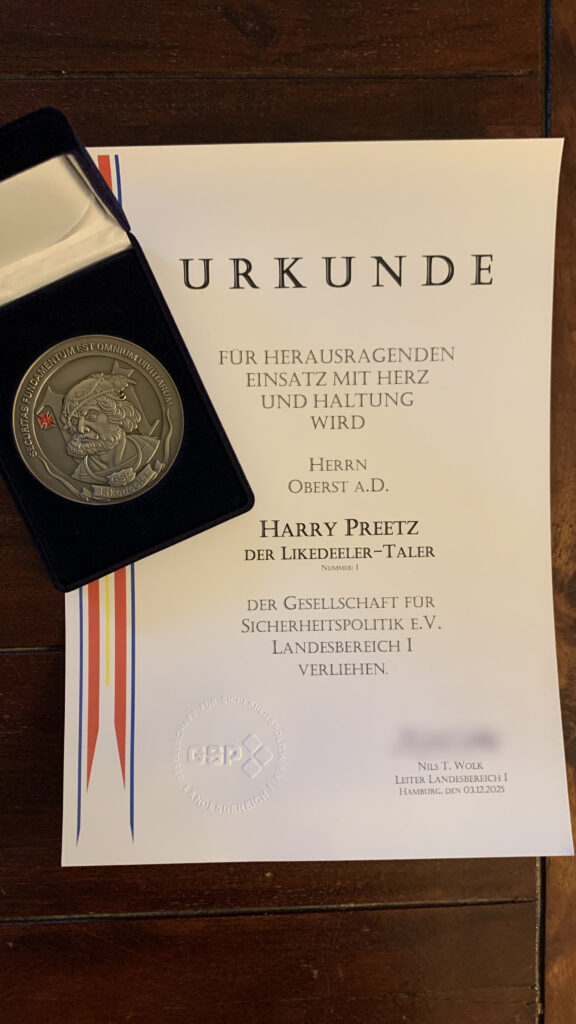 URKUNDE
FÜR HERAUSRAGENDEN
EINSATZ MIT HERZ
UND HALTUNG
WIRD
HERRN
OBERST A.D.
HARRY PREETZ
DER LIKEDEELER-TALER
NUMMER: 1
DER GESELLSCHAFT FÜR
SICHERHEITSPOLITIK E.V.
LANDESBEREICH I
VERLIEHEN.
NILS T. WOLK
LEITER LANDESBEREICH I
HAMBURG, DEN 03.12.2025
SECURITAS FUNDAMENTUM EST OMNIUM DIVITIARUM
GSP
Likedeeler
GESELLSCHAFT FÜR SICHERHEITSPOLITIK E.V.
GSP
LANDESBEREICH I